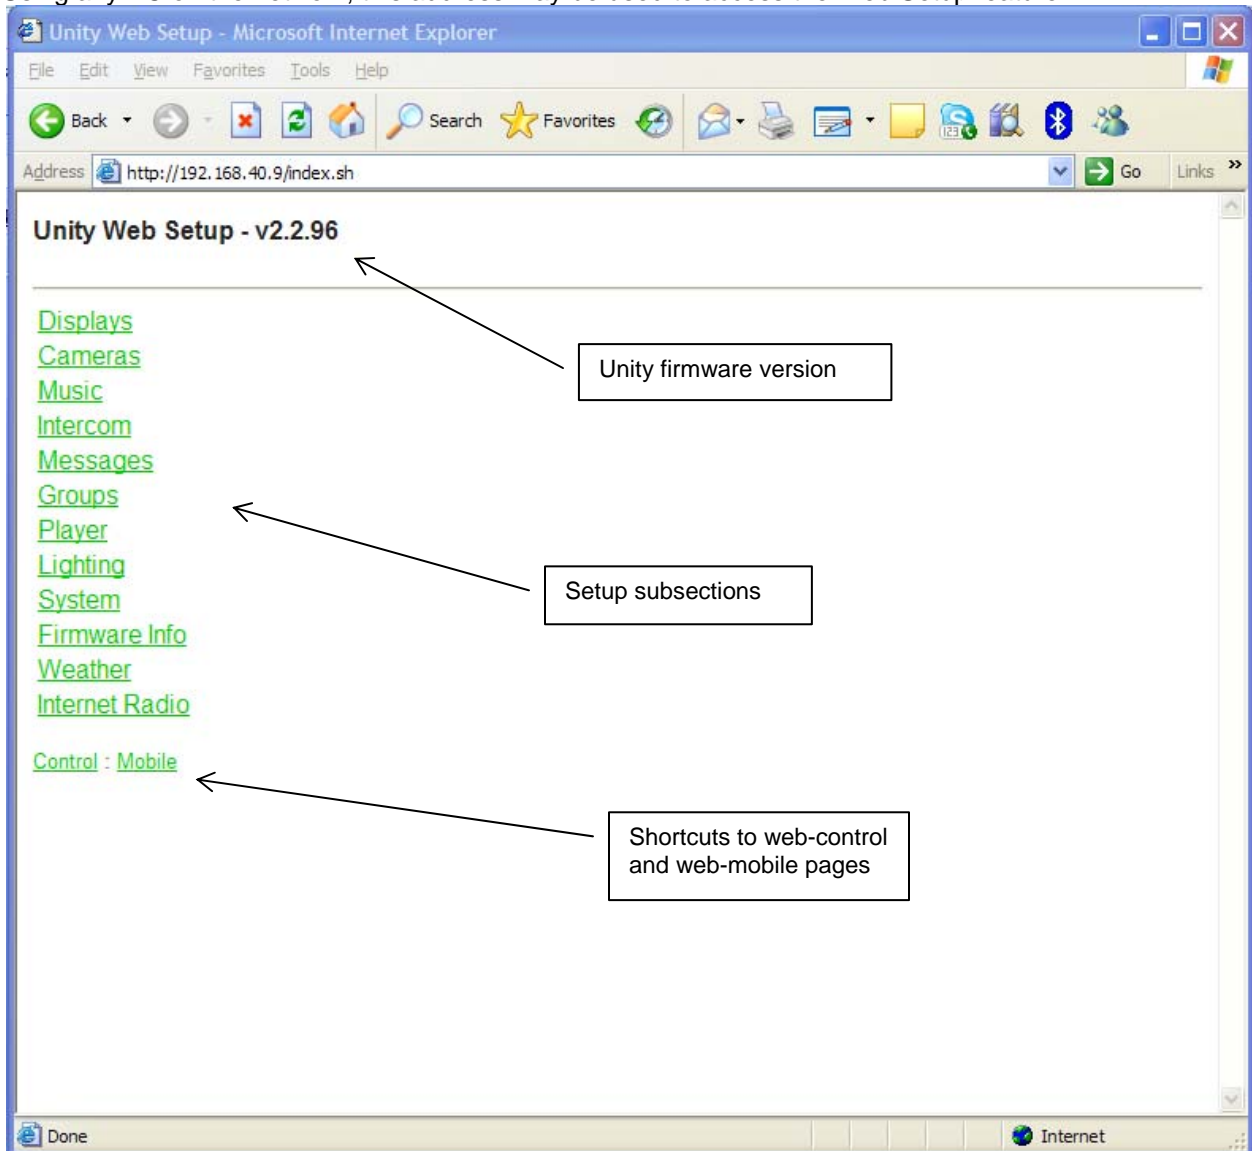 Unity Web Setup - Microsoft Internet Explorer
File Edit View Favorites Tools Help
Back Search Favorites
Address http://192.168.40.9/index.sh Go Links »
Unity Web Setup - v2.2.96
Unity firmware version
Displays
Cameras
Music
Intercom
Messages
Groups
Player
Lighting
System
Firmware Info
Weather
Internet Radio
Setup subsections
Control : Mobile
Shortcuts to web-control
and web-mobile pages
Done Internet